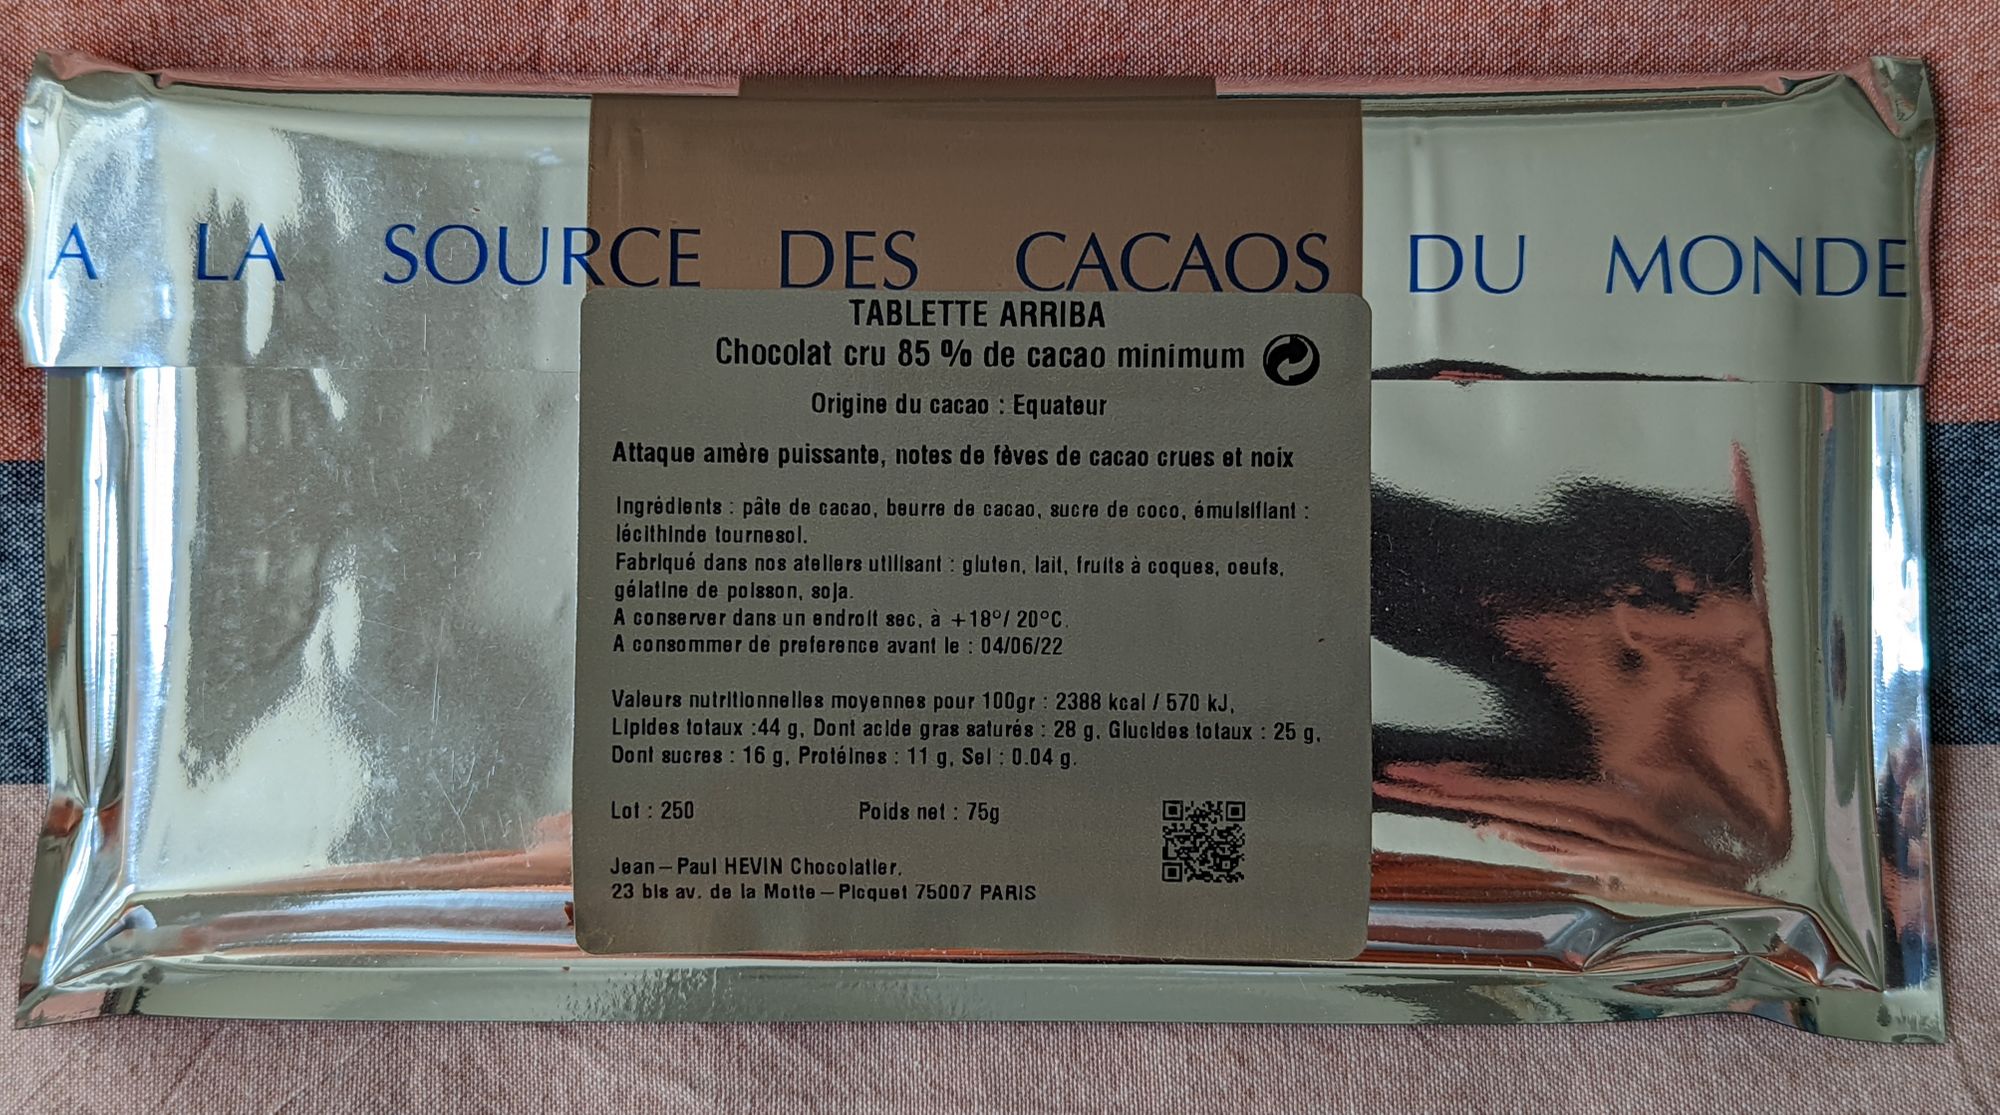 A LA SOURCE DES CACAOS DU MONDE
TABLETTE ARRIBA
Chocolat cru 85 % de cacao minimum
Origine du cacao : Equateur
Attaque amère puissante, notes de fèves de cacao crues et noix
Ingrédients : pâte de cacao, beurre de cacao, sucre de coco, émulsifiant :
lécithinde tournesol.
Fabriqué dans nos ateliers utilisant : gluten, lait, fruits à coques, oeufs,
gélatine de poisson, soja.
A conserver dans un endroit sec, à +18°/ 20°C.
A consommer de preference avant le : 04/06/22
Valeurs nutritionnelles moyennes pour 100gr : 2388 kcal / 570 kJ,
Lipides totaux :44 g, Dont acide gras saturés : 28 g, Glucides totaux : 25 g,
Dont sucres : 16 g, Protéines : 11 g, Sel : 0.04 g.
Lot : 250 Poids net : 75g
Jean-Paul HEVIN Chocolatier,
23 bis av. de la Motte-Picquet 75007 PARIS